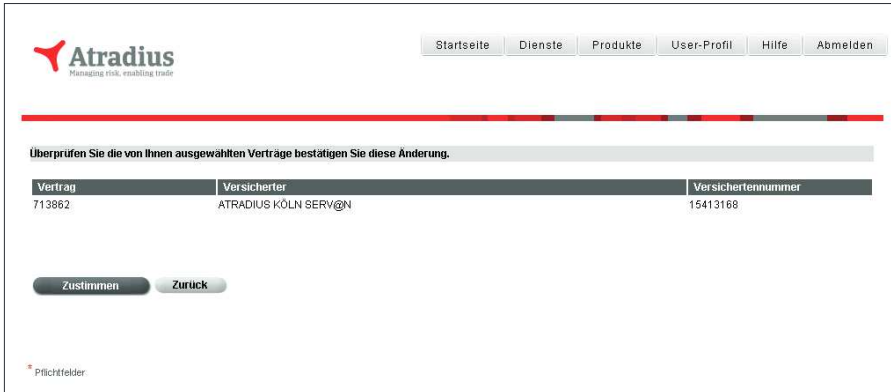 Atradius
Managing risk, enabling trade
Startseite Dienste Produkte User-Profil Hilfe Abmelden
Überprüfen Sie die von Ihnen ausgewählten Verträge bestätigen Sie diese Änderung.
Vertrag Versicherter Versichertennummer
713862 ATRADIUS KÖLN SERV@N 15413168
Zustimmen Zurück
* Pflichtfelder